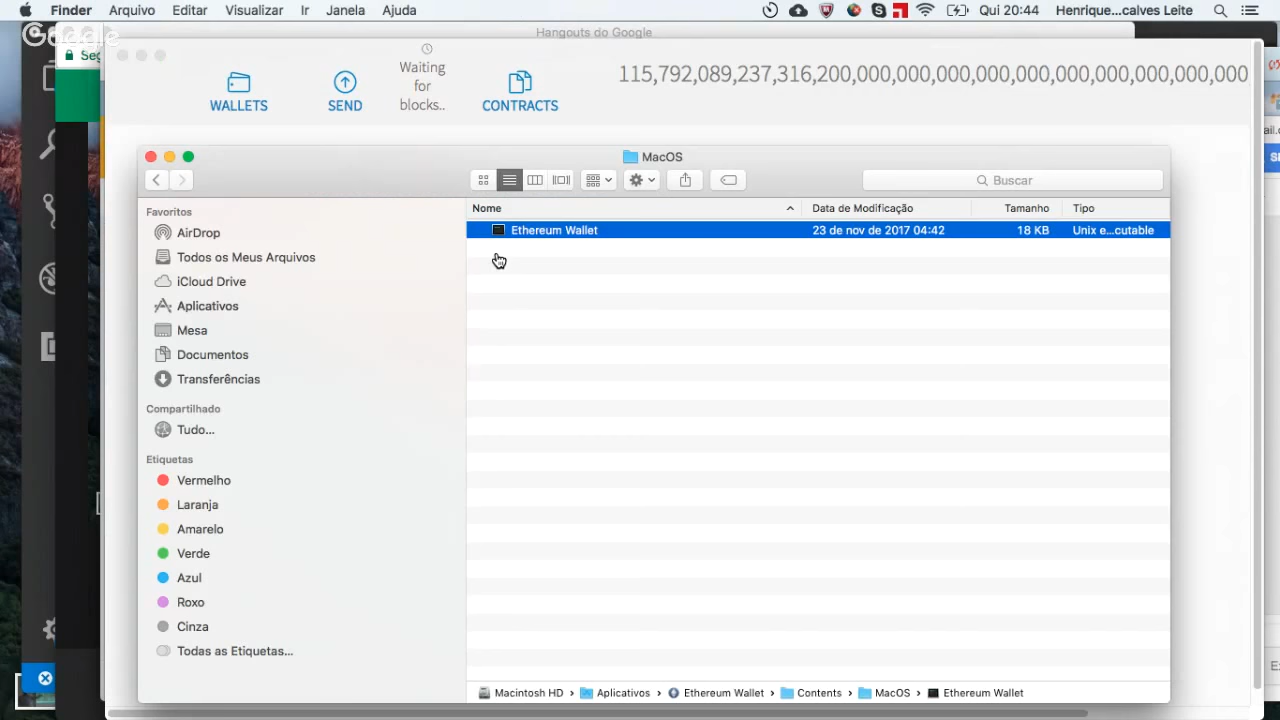 Finder Arquivo Editar Visualizar Ir Janela Ajuda Qui 20:44 Henrique...calves Leite
Google
Hangouts do Google
Seg
WALLETS
SEND
Waiting
for
blocks..
CONTRACTS
115,792,089,237,316,200,000,000,000,000,000,000,000,000,000,000
MacOS
Buscar
Nome Data de Modificação Tamanho Tipo
Ethereum Wallet 23 de nov de 2017 04:42 18 KB Unix e...cutable
Favoritos
AirDrop
Todos os Meus Arquivos
iCloud Drive
Aplicativos
Mesa
Documentos
Transferências
Compartilhado
Tudo...
Etiquetas
Vermelho
Laranja
Amarelo
Verde
Azul
Roxo
Cinza
Todas as Etiquetas...
Macintosh HD › Aplicativos › Ethereum Wallet › Contents › MacOS › Ethereum Wallet